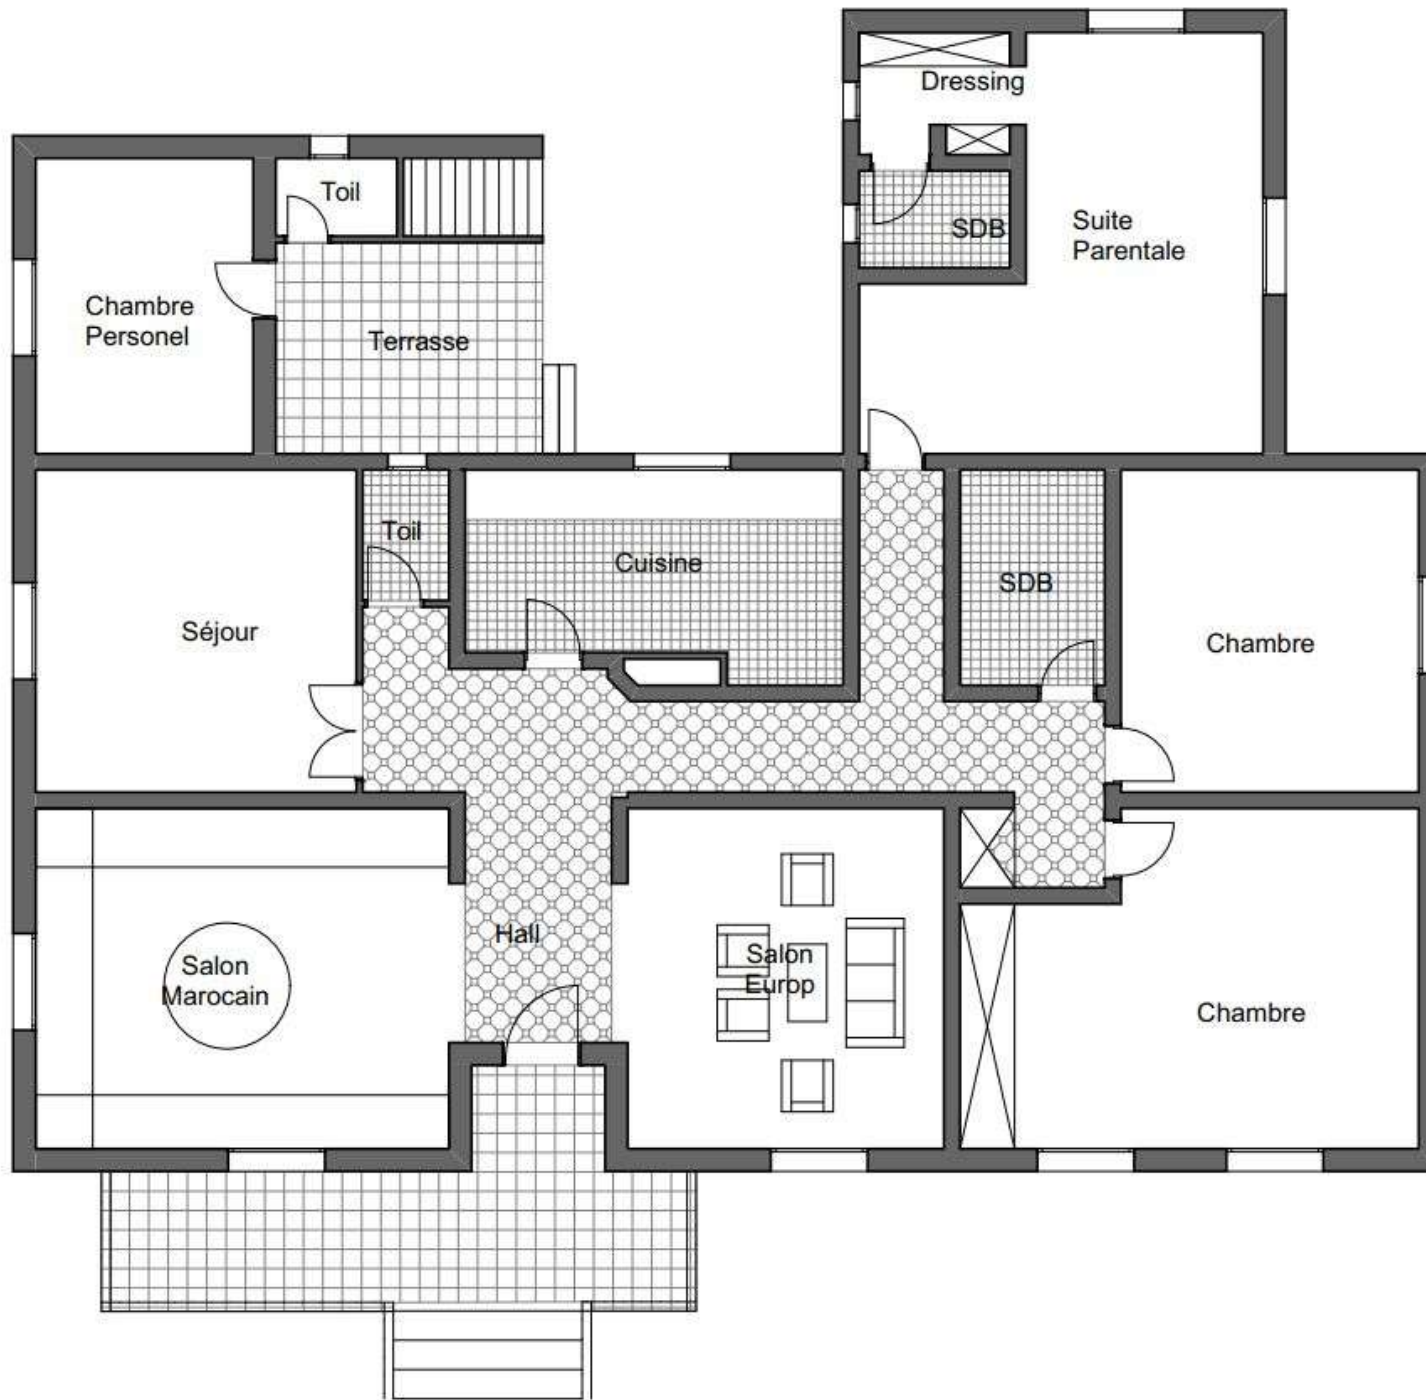 Dressing
Toil
SDB
Suite
Parentale
Chambre
Personel
Terrasse
Toil
Cuisine
SDB
Séjour
Chambre
Hall
Salon
Marocain
Salon
Europ
Chambre